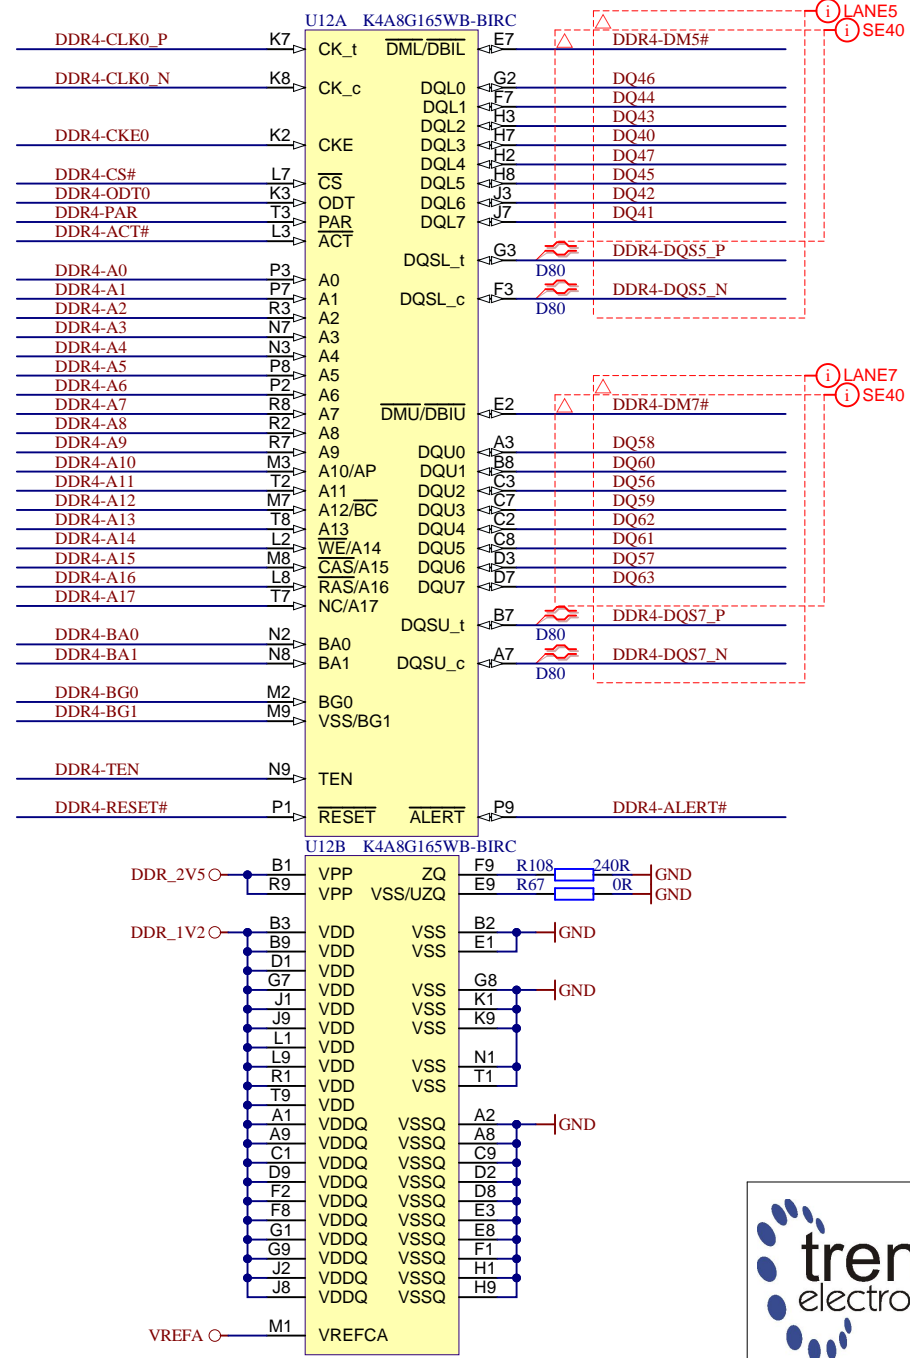 U12A K4A8G165WB-BIRC
LANE5
SE40
DDR4-CLK0_P K7 CK_t DML/DBIL E7 DDR4-DM5#
DDR4-CLK0_N K8 CK_c DQL0 G2 DQ46
DQL1 F7 DQ44
DQL2 H3 DQ43
DDR4-CKE0 K2 CKE DQL3 H7 DQ40
DQL4 H2 DQ47
DDR4-CS# L7 CS DQL5 H8 DQ45
DDR4-ODT0 K3 ODT DQL6 J3 DQ42
DDR4-PAR T3 PAR DQL7 J7 DQ41
DDR4-ACT# L3 ACT
DQSL_t G3 D80 DDR4-DQS5_P
DDR4-A0 P3 A0
DDR4-A1 P7 A1 DQSL_c F3 D80 DDR4-DQS5_N
DDR4-A2 R3 A2
DDR4-A3 N7 A3
DDR4-A4 N3 A4
DDR4-A5 P8 A5
LANE7
DDR4-A6 P2 A6
SE40
DDR4-A7 R8 A7 DMU/DBIU E2 DDR4-DM7#
DDR4-A8 R2 A8
DDR4-A9 R7 A9 DQU0 A3 DQ58
DDR4-A10 M3 A10/AP DQU1 B8 DQ60
DDR4-A11 T2 A11 DQU2 C3 DQ56
DDR4-A12 M7 A12/BC DQU3 C7 DQ59
DDR4-A13 T8 A13 DQU4 C2 DQ62
DDR4-A14 L2 WE/A14 DQU5 C8 DQ61
DDR4-A15 M8 CAS/A15 DQU6 D3 DQ57
DDR4-A16 L8 RAS/A16 DQU7 D7 DQ63
DDR4-A17 T7 NC/A17
DQSU_t B7 D80 DDR4-DQS7_P
DDR4-BA0 N2 BA0
DDR4-BA1 N8 BA1 DQSU_c A7 D80 DDR4-DQS7_N
DDR4-BG0 M2 BG0
DDR4-BG1 M9 VSS/BG1
DDR4-TEN N9 TEN
DDR4-RESET# P1 RESET ALERT P9 DDR4-ALERT#
U12B K4A8G165WB-BIRC
DDR_2V5 B1 VPP ZQ F9 R108 240R GND
R9 VPP VSS/UZQ E9 R67 0R GND
DDR_1V2 B3 VDD VSS B2 GND
B9 VDD VSS E1
D1 VDD
G7 VDD VSS G8 GND
J1 VDD VSS K1
J9 VDD VSS K9
L1 VDD
L9 VDD VSS N1
R1 VDD VSS T1
T9 VDD
A1 VDDQ VSSQ A2 GND
A9 VDDQ VSSQ A8
C1 VDDQ VSSQ C9
D9 VDDQ VSSQ D2
F2 VDDQ VSSQ D8
F8 VDDQ VSSQ E3
G1 VDDQ VSSQ E8
G9 VDDQ VSSQ F1
J2 VDDQ VSSQ H1
J8 VDDQ VSSQ H9
VREFA M1 VREFCA
tren
electro